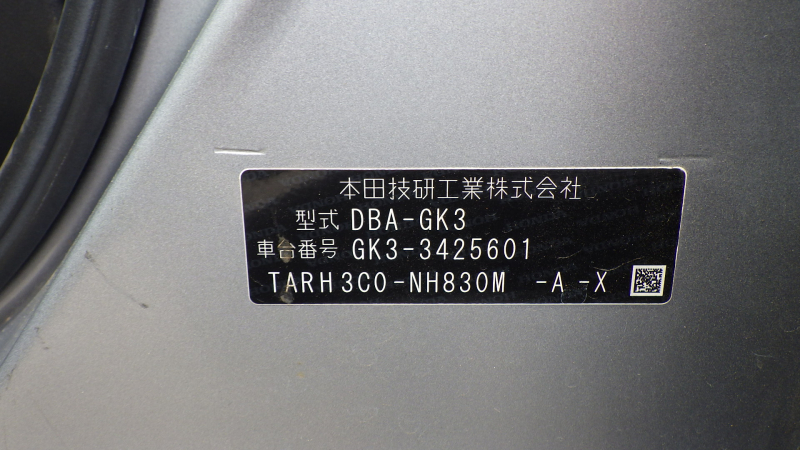 本田技研工業株式会社
型式 DBA-GK3
車台番号 GK3-3425601
TARH3C0-NH830M -A -X